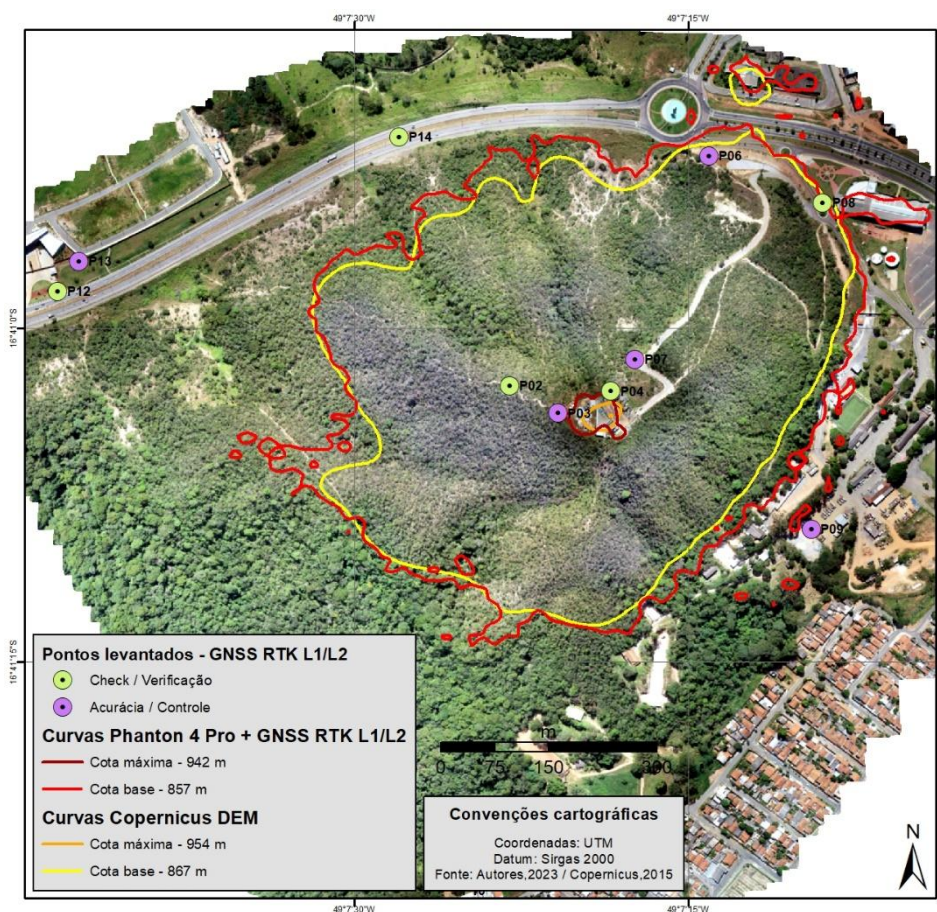 49°7'30"W
49°7'15"W
P14
P06
P08
P13
P12
16°41'0"S
P07
P02
P04
P03
P09
16°41'15"S
Pontos levantados - GNSS RTK L1/L2
Check / Verificação
Acurácia / Controle
Curvas Phanton 4 Pro + GNSS RTK L1/L2
Cota máxima - 942 m
Cota base - 857 m
Curvas Copernicus DEM
Cota máxima - 954 m
Cota base - 867 m
m
0 75 150 300
Convenções cartográficas
Coordenadas: UTM
Datum: Sirgas 2000
Fonte: Autores,2023 / Copernicus,2015
N
49°7'30"W
49°7'15"W